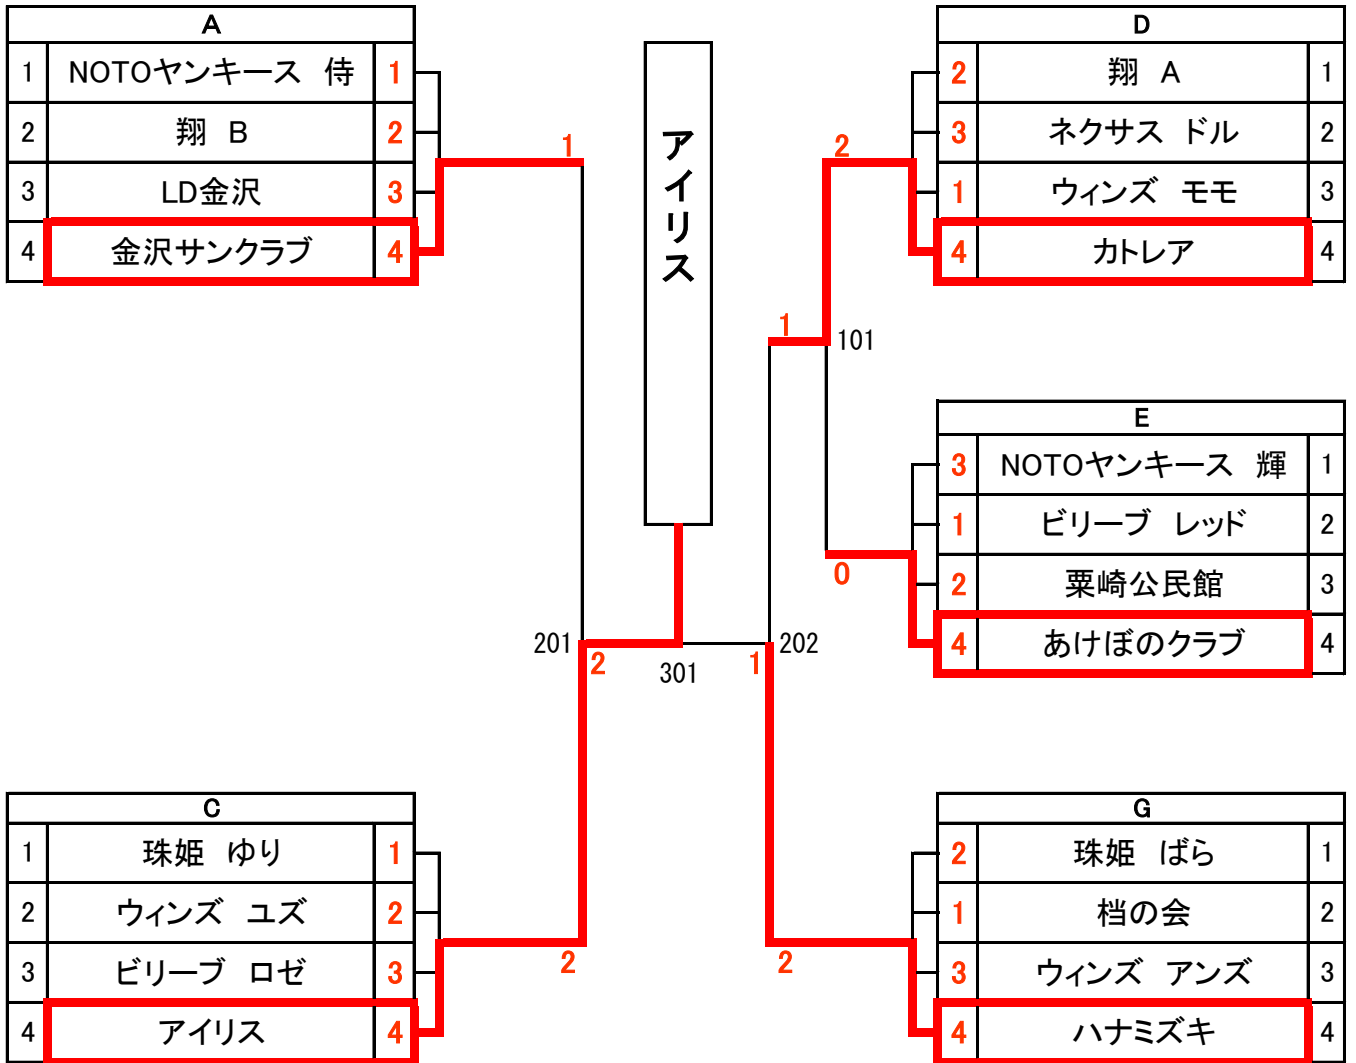 A
1 NOTOヤンキース 侍 1
2 翔 B 2
3 LD金沢 3
4 金沢サンクラブ 4
1
アイリス
D
2 翔 A 1
3 ネクサス ドル 2
1 ウィンズ モモ 3
4 カトレア 4
2
1
101
E
3 NOTOヤンキース 輝 1
1 ビリーブ レッド 2
2 粟崎公民館 3
4 あけぼのクラブ 4
0
201
2
301
1
202
C
1 珠姫 ゆり 1
2 ウィンズ ユズ 2
3 ビリーブ ロゼ 3
4 アイリス 4
2
G
2 珠姫 ばら 1
1 档の会 2
3 ウィンズ アンズ 3
4 ハナミズキ 4
2